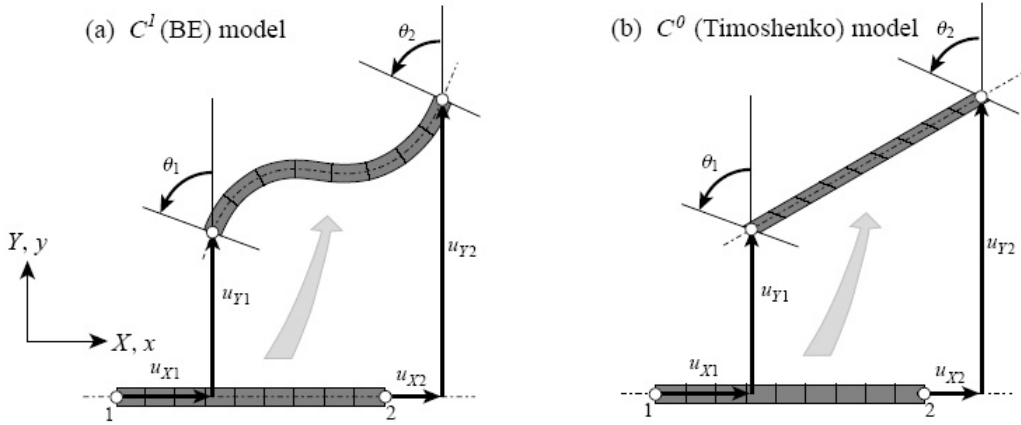 (a) C¹ (BE) model
θ₂
θ₁
Y, y
X, x
u_Y1
u_Y2
u_X1
u_X2
1
2
(b) C⁰ (Timoshenko) model
θ₂
θ₁
u_Y1
u_Y2
u_X1
u_X2
1
2